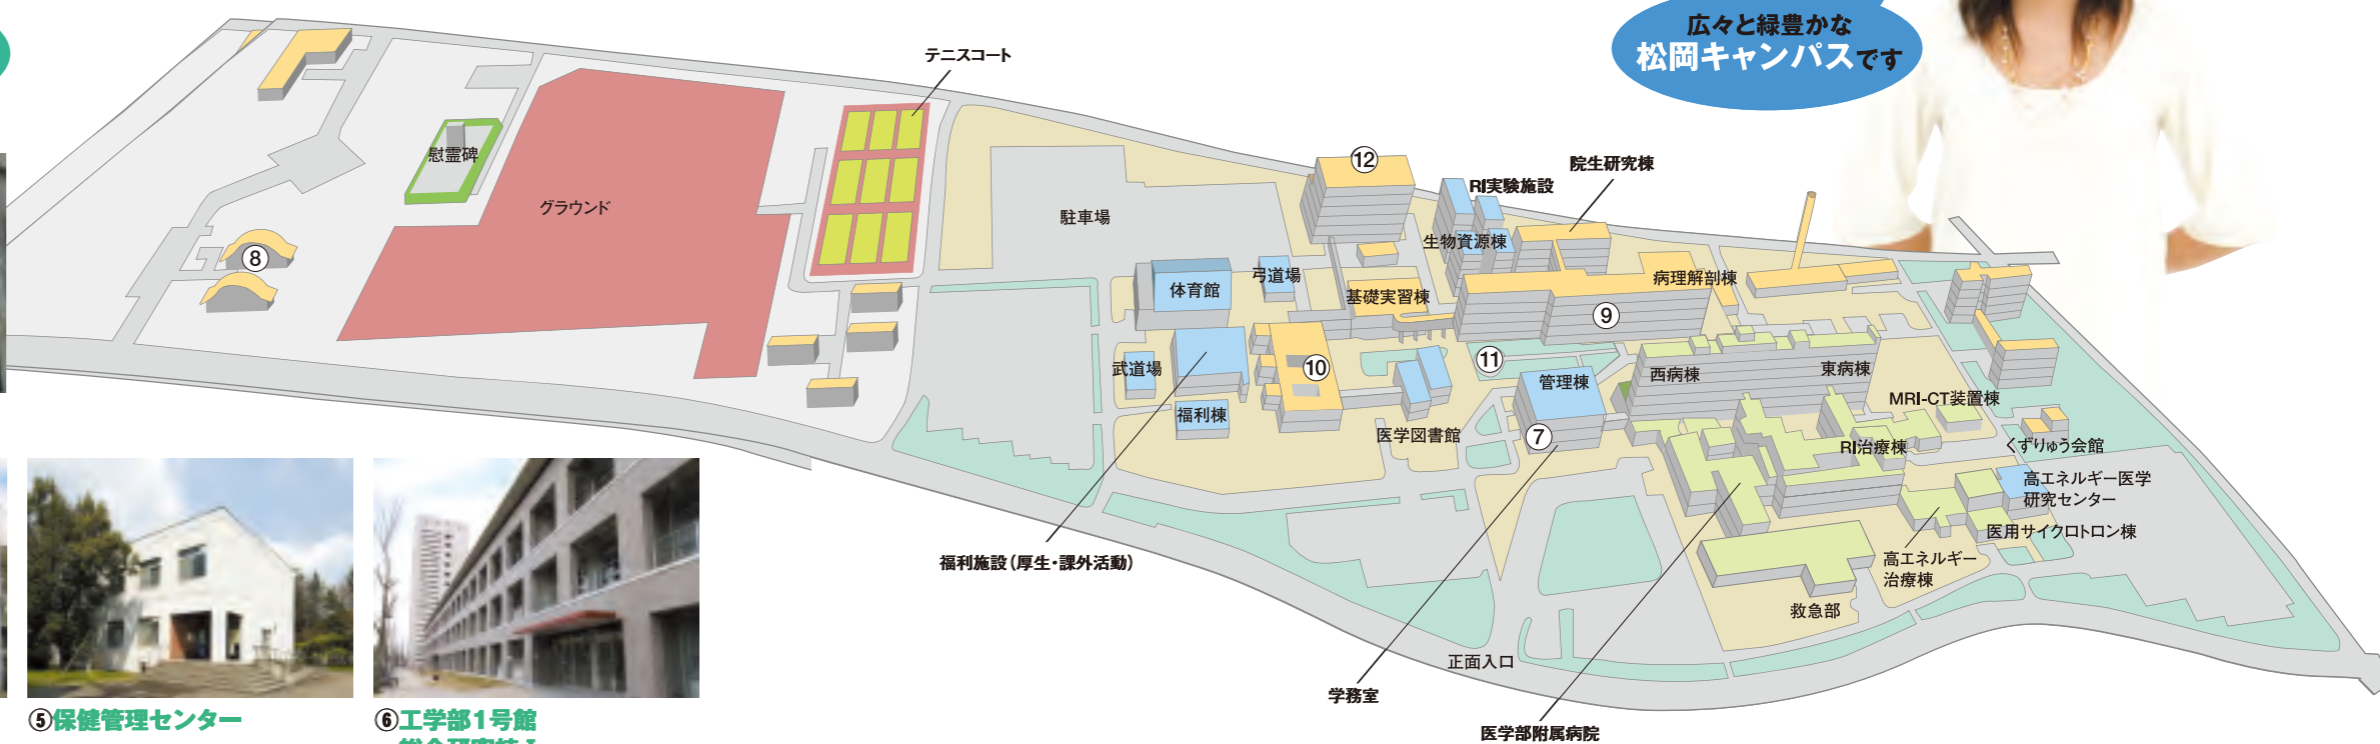 広々と緑豊かな
松岡キャンパスです
テニスコート
慰霊碑
グラウンド
駐車場
⑧
⑫
RI実験施設
院生研究棟
生物資源棟
弓道場
体育館
基礎実習棟
病理解剖棟
⑨
武道場
⑩
⑪
管理棟
西病棟
東病棟
MRI-CT装置棟
福利棟
医学図書館
⑦
RI治療棟
くずりゅう会館
高エネルギー医学
研究センター
医用サイクロトロン棟
高エネルギー
治療棟
救急部
福利施設(厚生・課外活動)
正面入口
学務室
医学部附属病院
⑤保健管理センター
⑥工学部1号館